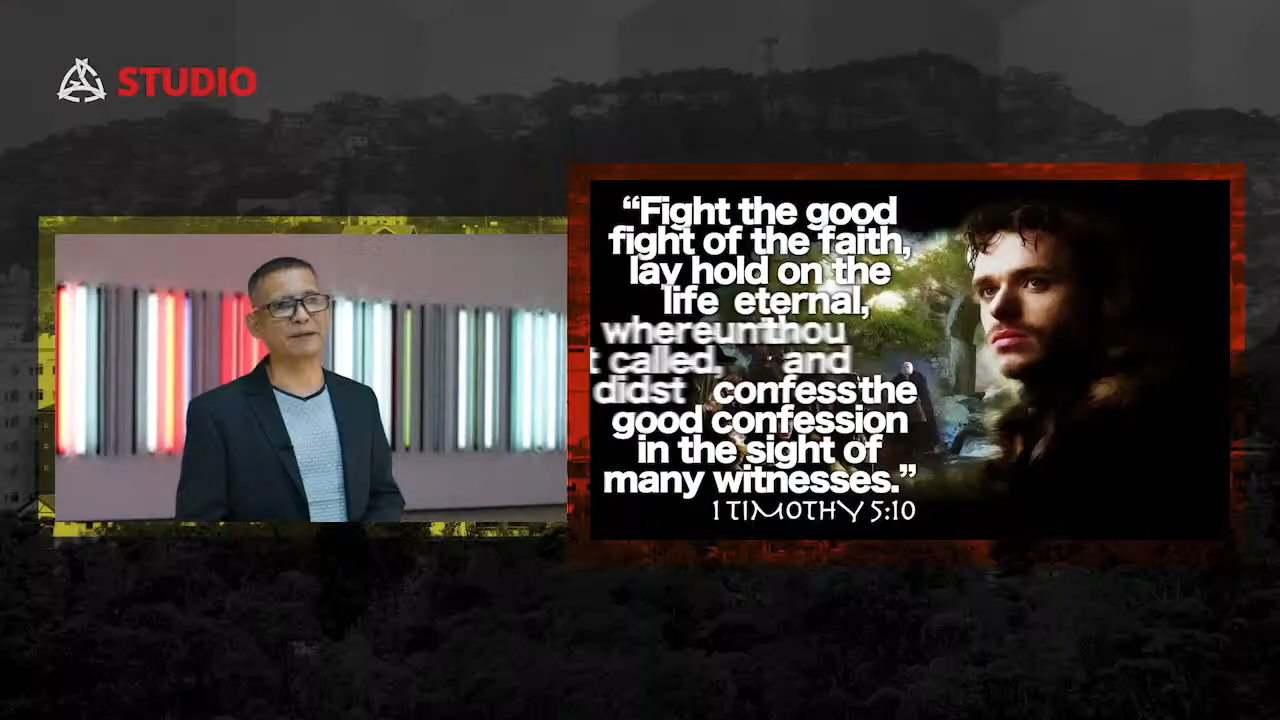 STUDIO
“Fight the good
fight of the faith,
lay hold on the
life eternal,
whereunt thou
t called, and
didst confess the
good confession
in the sight of
many witnesses.”
1 TIMOTHY 5:10